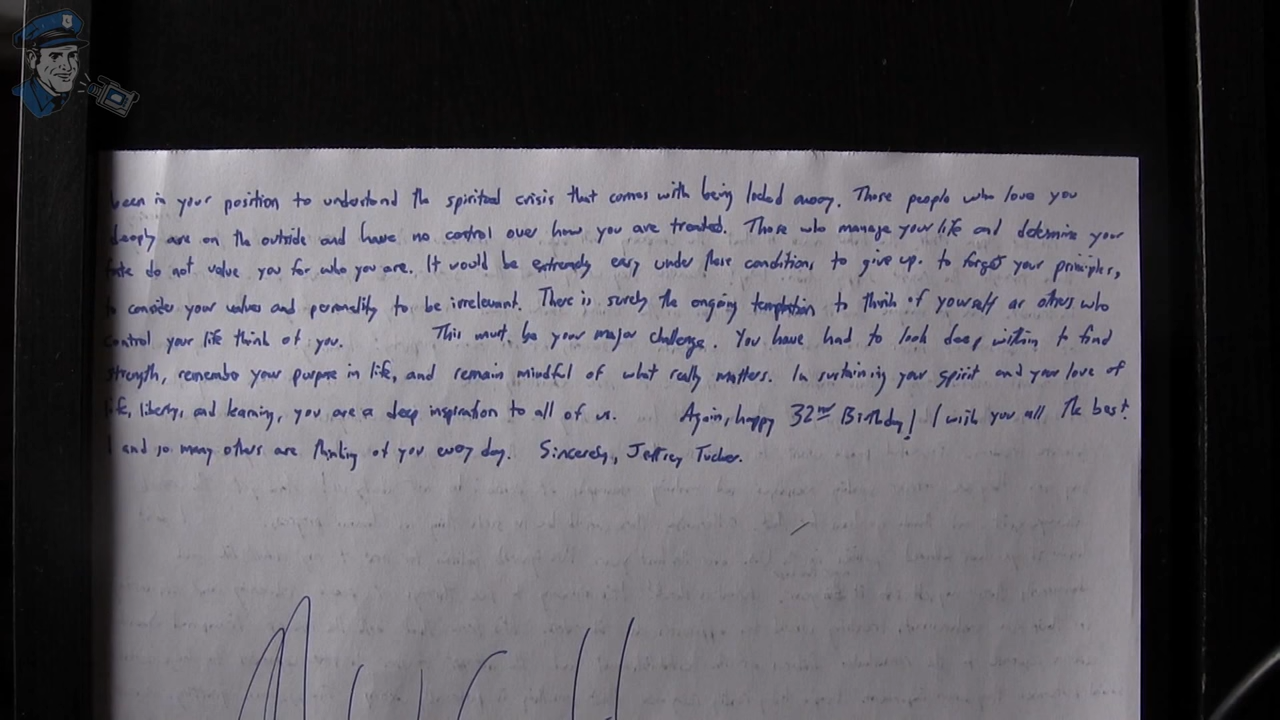 been in your position to understand the spiritual crisis that comes with being locked away. Those people who love you
deeply are on the outside and have no control over how you are treated. Those who manage your life and determine your
fate do not value you for who you are. It would be extremely easy under these conditions to give up. to forget your principles,
to consider your values and personality to be irrelevant. There is surely the ongoing temptation to think of yourself as others who
control your life think of you. This must be your major challenge. You have had to look deep within to find
strength, remember your purpose in life, and remain mindful of what really matters. In sustaining your spirit and your love of
life, liberty, and learning, you are a deep inspiration to all of us. Again, happy 32nd Birthday! I wish you all the best.
I and so many others are thinking of you every day. Sincerely, Jeffrey Tucker.